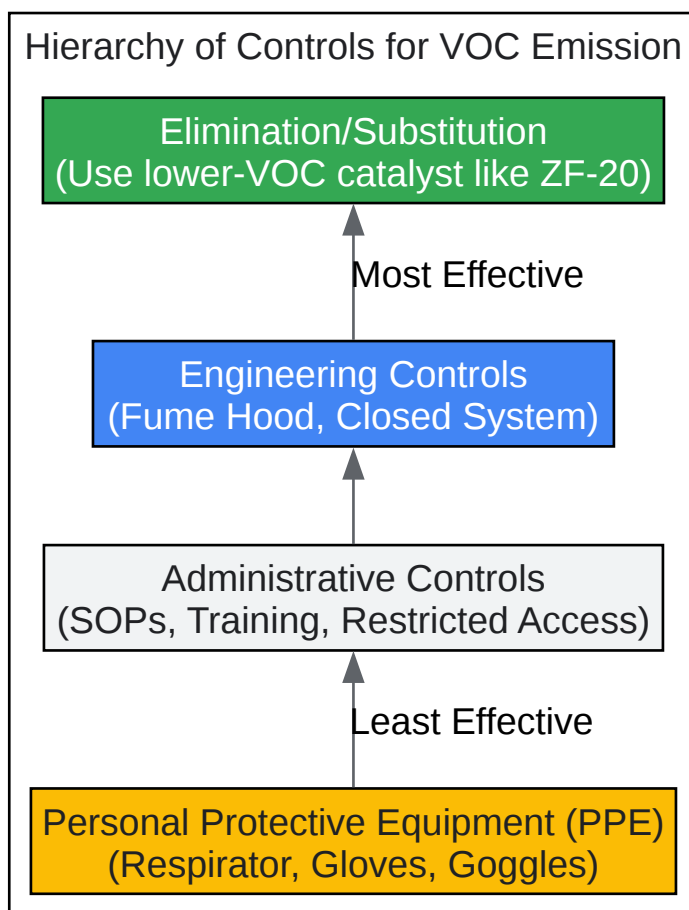 Hierarchy of Controls for VOC Emission
Elimination/Substitution
(Use lower-VOC catalyst like ZF-20)
Most Effective
Engineering Controls
(Fume Hood, Closed System)
Administrative Controls
(SOPs, Training, Restricted Access)
Least Effective
Personal Protective Equipment (PPE)
(Respirator, Gloves, Goggles)